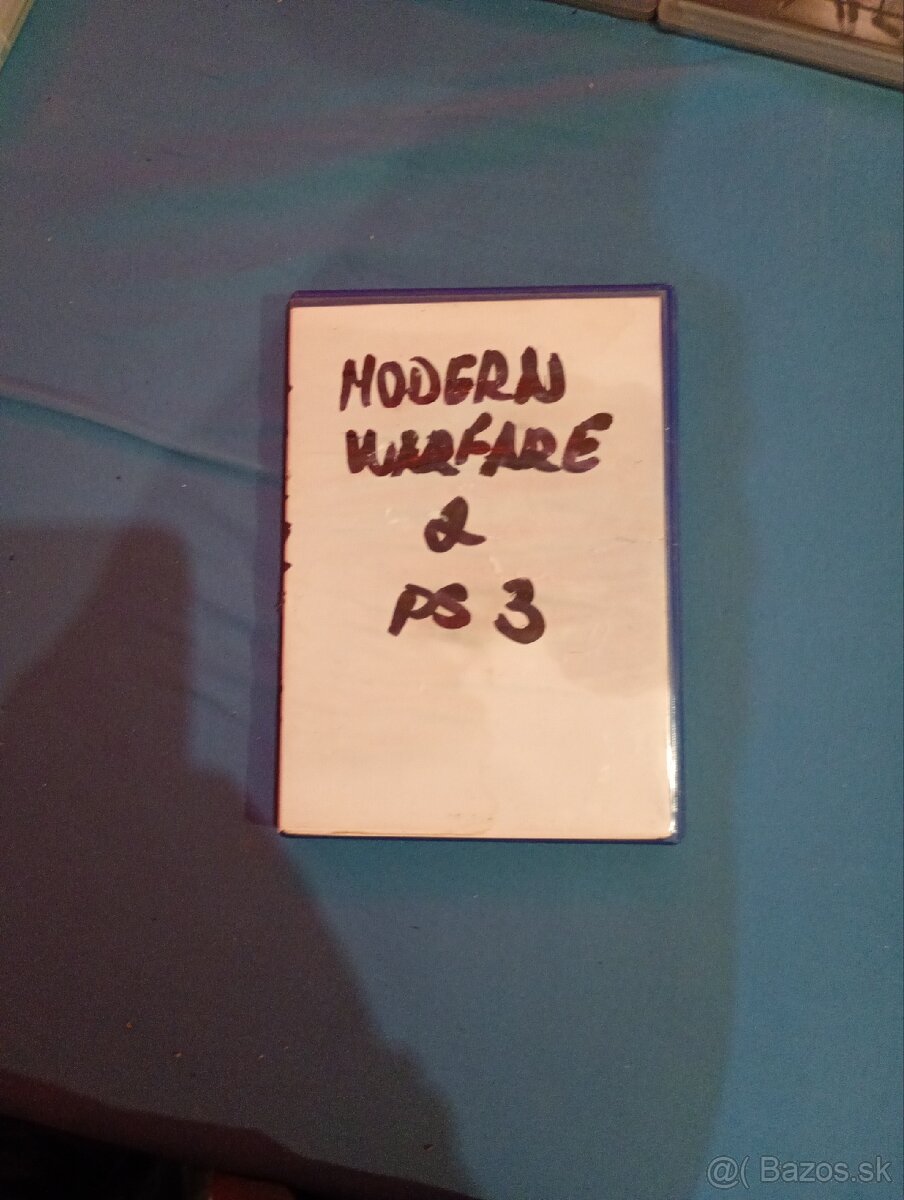 MODERN
WARFARE
2
PS 3
@( Bazos.sk